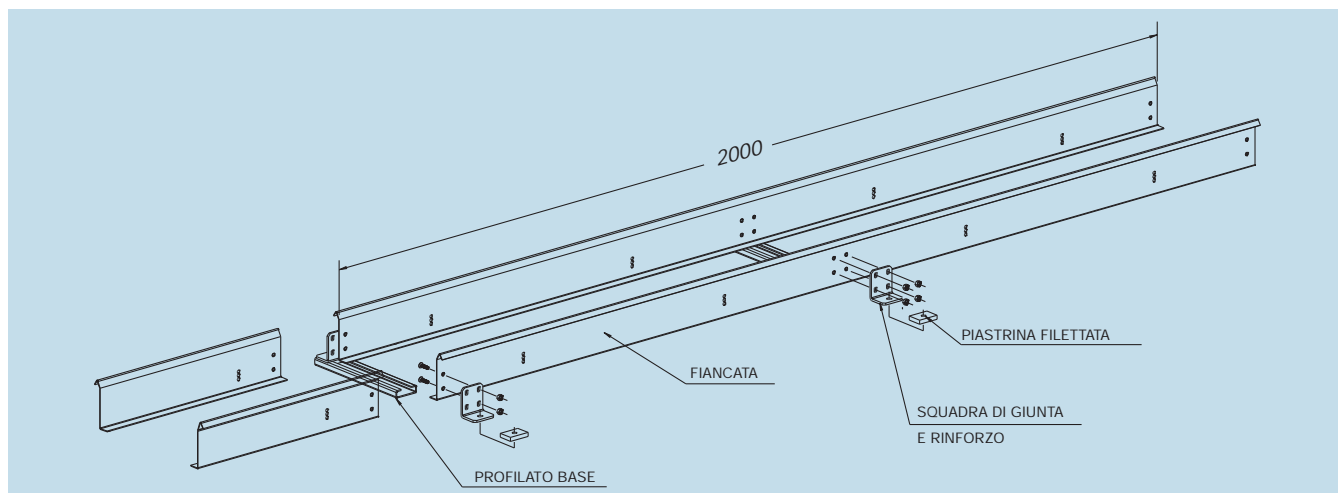 2000
PIASTRINA FILETTATA
FIANCATA
SQUADRA DI GIUNTA
E RINFORZO
PROFILATO BASE